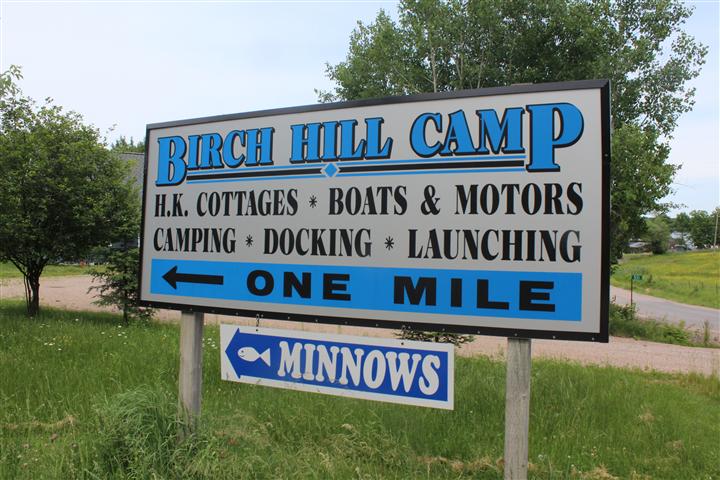 BIRCH HILL CAMP
H.K. COTTAGES * BOATS & MOTORS
CAMPING * DOCKING * LAUNCHING
ONE MILE
MINNOWS